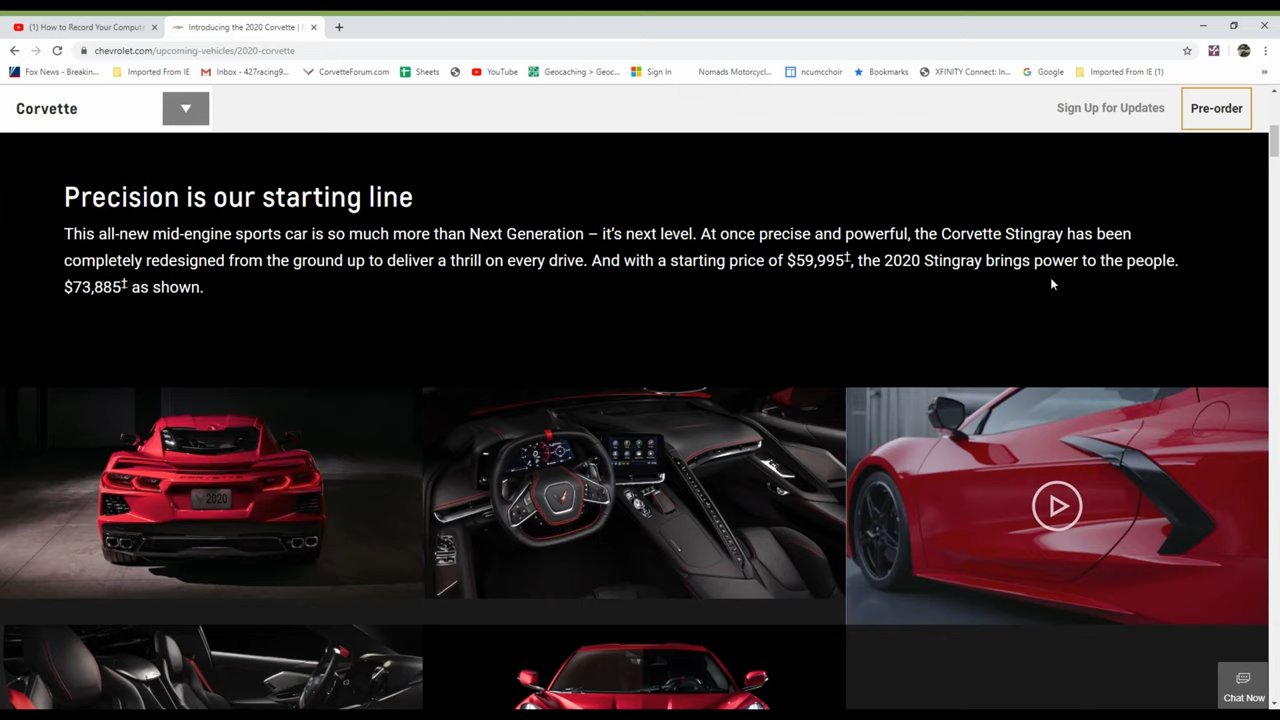 (1) How to Record Your Compute
Introducing the 2020 Corvette |
chevrolet.com/upcoming-vehicles/2020-corvette
Fox News - Breakin... Imported From IE Inbox - 427racing9... CorvetteForum.com Sheets YouTube Geocaching > Geoc... Sign In Nomads Motorcycl... ncumcchoir Bookmarks XFINITY Connect: In... Google Imported From IE (1) »
Corvette
Sign Up for Updates
Pre-order
Precision is our starting line
This all-new mid-engine sports car is so much more than Next Generation – it’s next level. At once precise and powerful, the Corvette Stingray has been
completely redesigned from the ground up to deliver a thrill on every drive. And with a starting price of $59,995‡, the 2020 Stingray brings power to the people.
$73,885‡ as shown.
2020
Chat Now